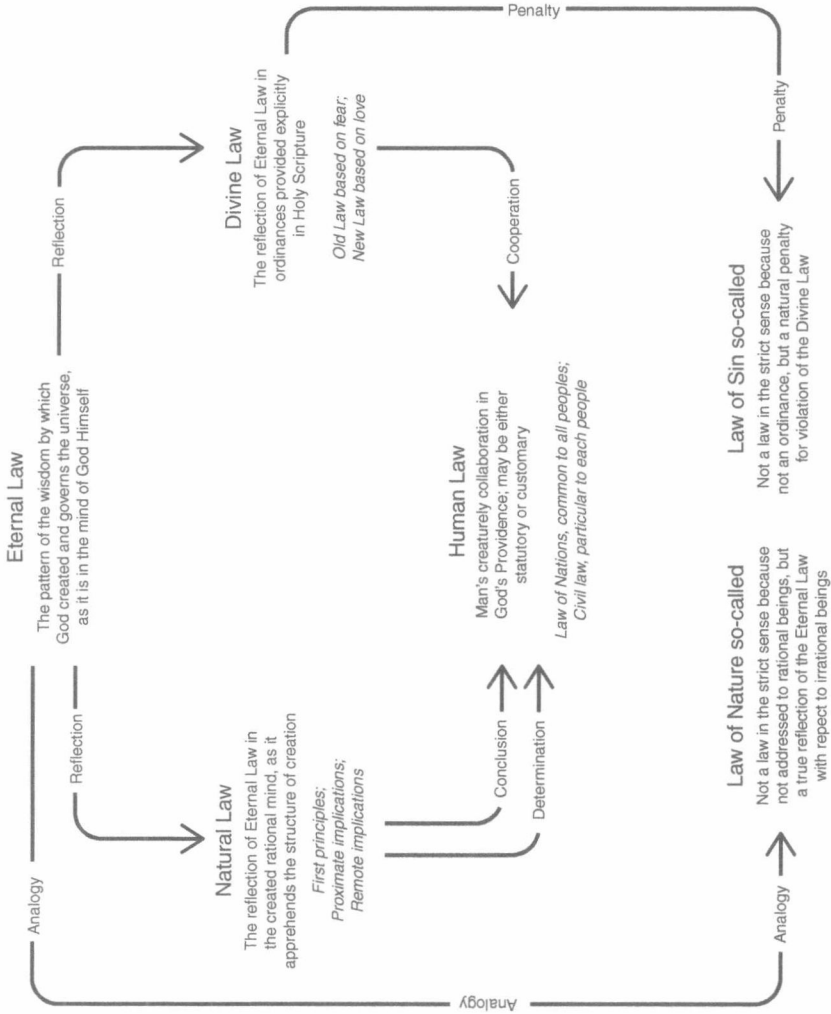 Eternal Law
The pattern of the wisdom by which
God created and governs the universe,
as it is in the mind of God Himself
Analogy
Reflection
Reflection
Natural Law
The reflection of Eternal Law in
the created rational mind, as it
apprehends the structure of creation
First principles;
Proximate implications;
Remote implications
Divine Law
The reflection of Eternal Law in
ordinances provided explicitly
in Holy Scripture
Old Law based on fear;
New Law based on love
Penalty
Analogy
Conclusion
Determination
Cooperation
Human Law
Man's creaturely collaboration in
God's Providence; may be either
statutory or customary
Law of Nations, common to all peoples;
Civil law, particular to each people
Analogy
Penalty
Law of Nature so-called
Not a law in the strict sense because
not addressed to rational beings, but
a true reflection of the Eternal Law
with repect to irrational beings
Law of Sin so-called
Not a law in the strict sense because
not an ordinance, but a natural penalty
for violation of the Divine Law